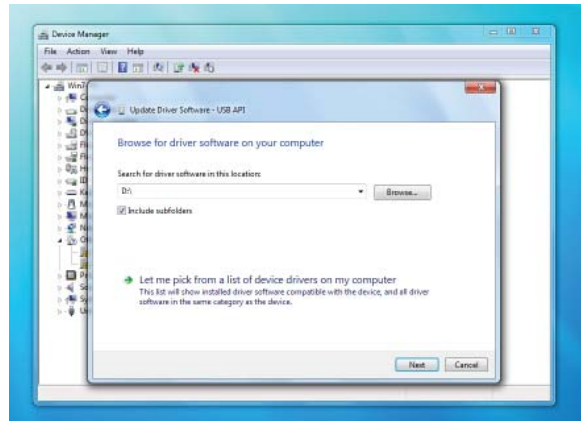 Device Manager
File Action View Help
Win7
Update Driver Software - USB API
Browse for driver software on your computer
Search for driver software in this location:
D:\
Browse...
Include subfolders
Let me pick from a list of device drivers on my computer
This list will show installed driver software compatible with the device, and all driver
software in the same category as the device.
Next Cancel